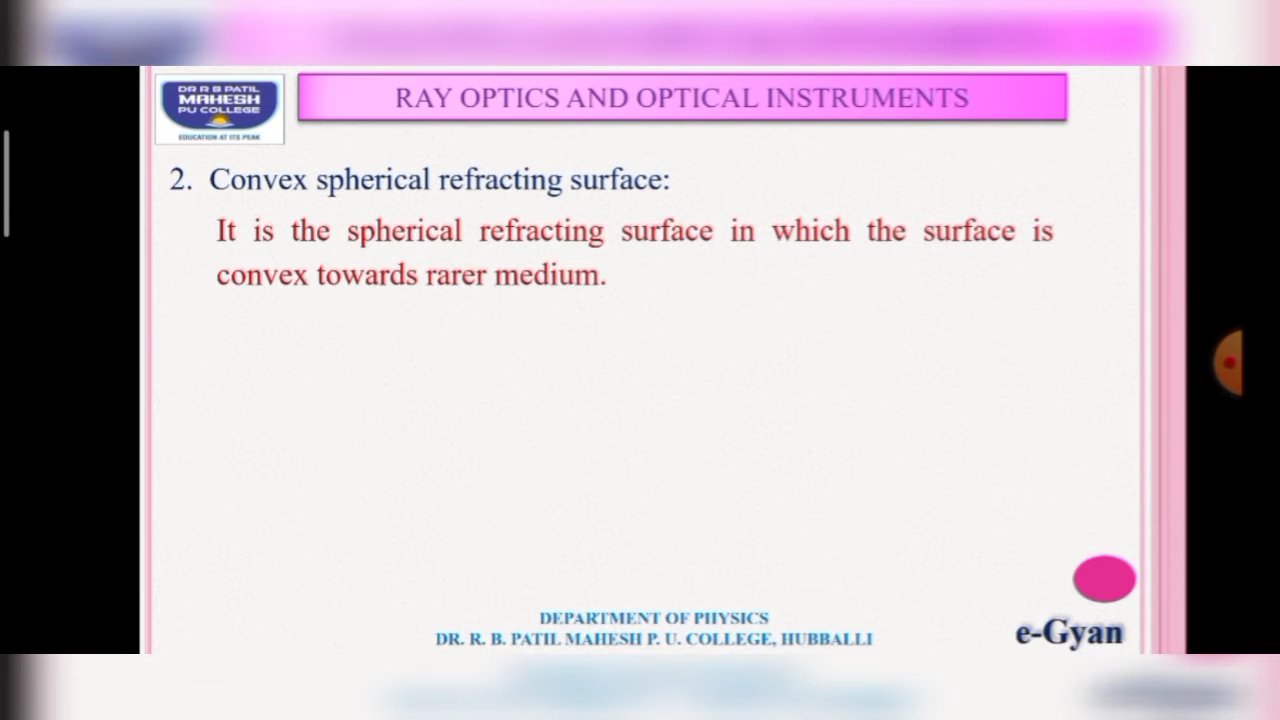 DR R B PATIL
MAHESH
PU COLLEGE
EDUCATION AT ITS PEAK
RAY OPTICS AND OPTICAL INSTRUMENTS
2. Convex spherical refracting surface:
It is the spherical refracting surface in which the surface is
convex towards rarer medium.
DEPARTMENT OF PHYSICS
DR. R. B. PATIL MAHESH P. U. COLLEGE, HUBBALLI
e-Gyan